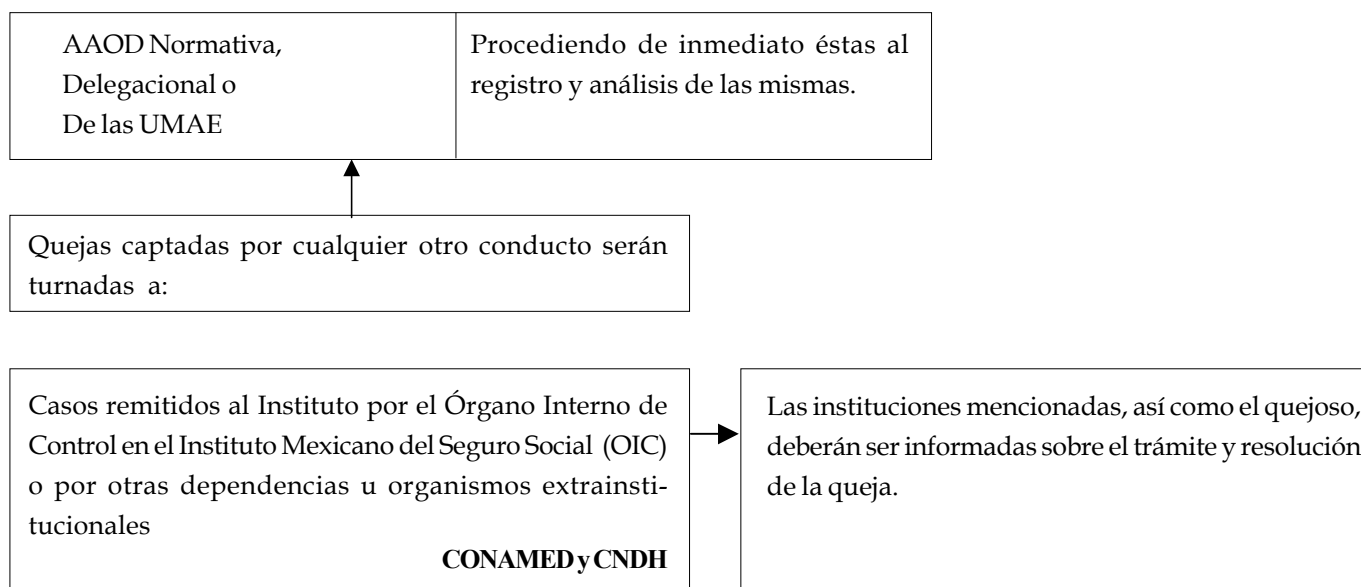 AAOD Normativa,
Delegacional o
De las UMAE
Procediendo de inmediato éstas al
registro y análisis de las mismas.
Quejas captadas por cualquier otro conducto serán
turnadas a:
Casos remitidos al Instituto por el Órgano Interno de
Control en el Instituto Mexicano del Seguro Social (OIC)
o por otras dependencias u organismos extrainsti-
tucionales
CONAMED y CNDH
Las instituciones mencionadas, así como el quejoso,
deberán ser informadas sobre el trámite y resolución
de la queja.